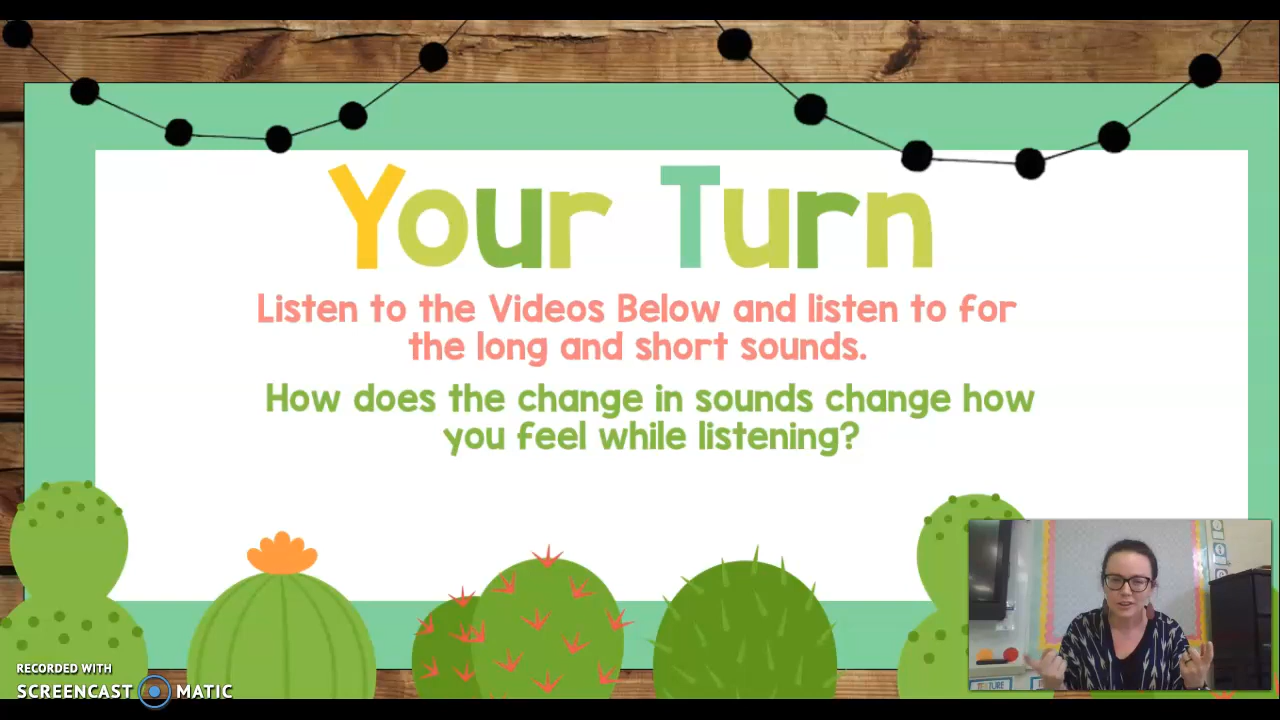 Your Turn
Listen to the Videos Below and listen to for
the long and short sounds.
How does the change in sounds change how
you feel while listening?
RECORDED WITH
SCREENCAST MATIC